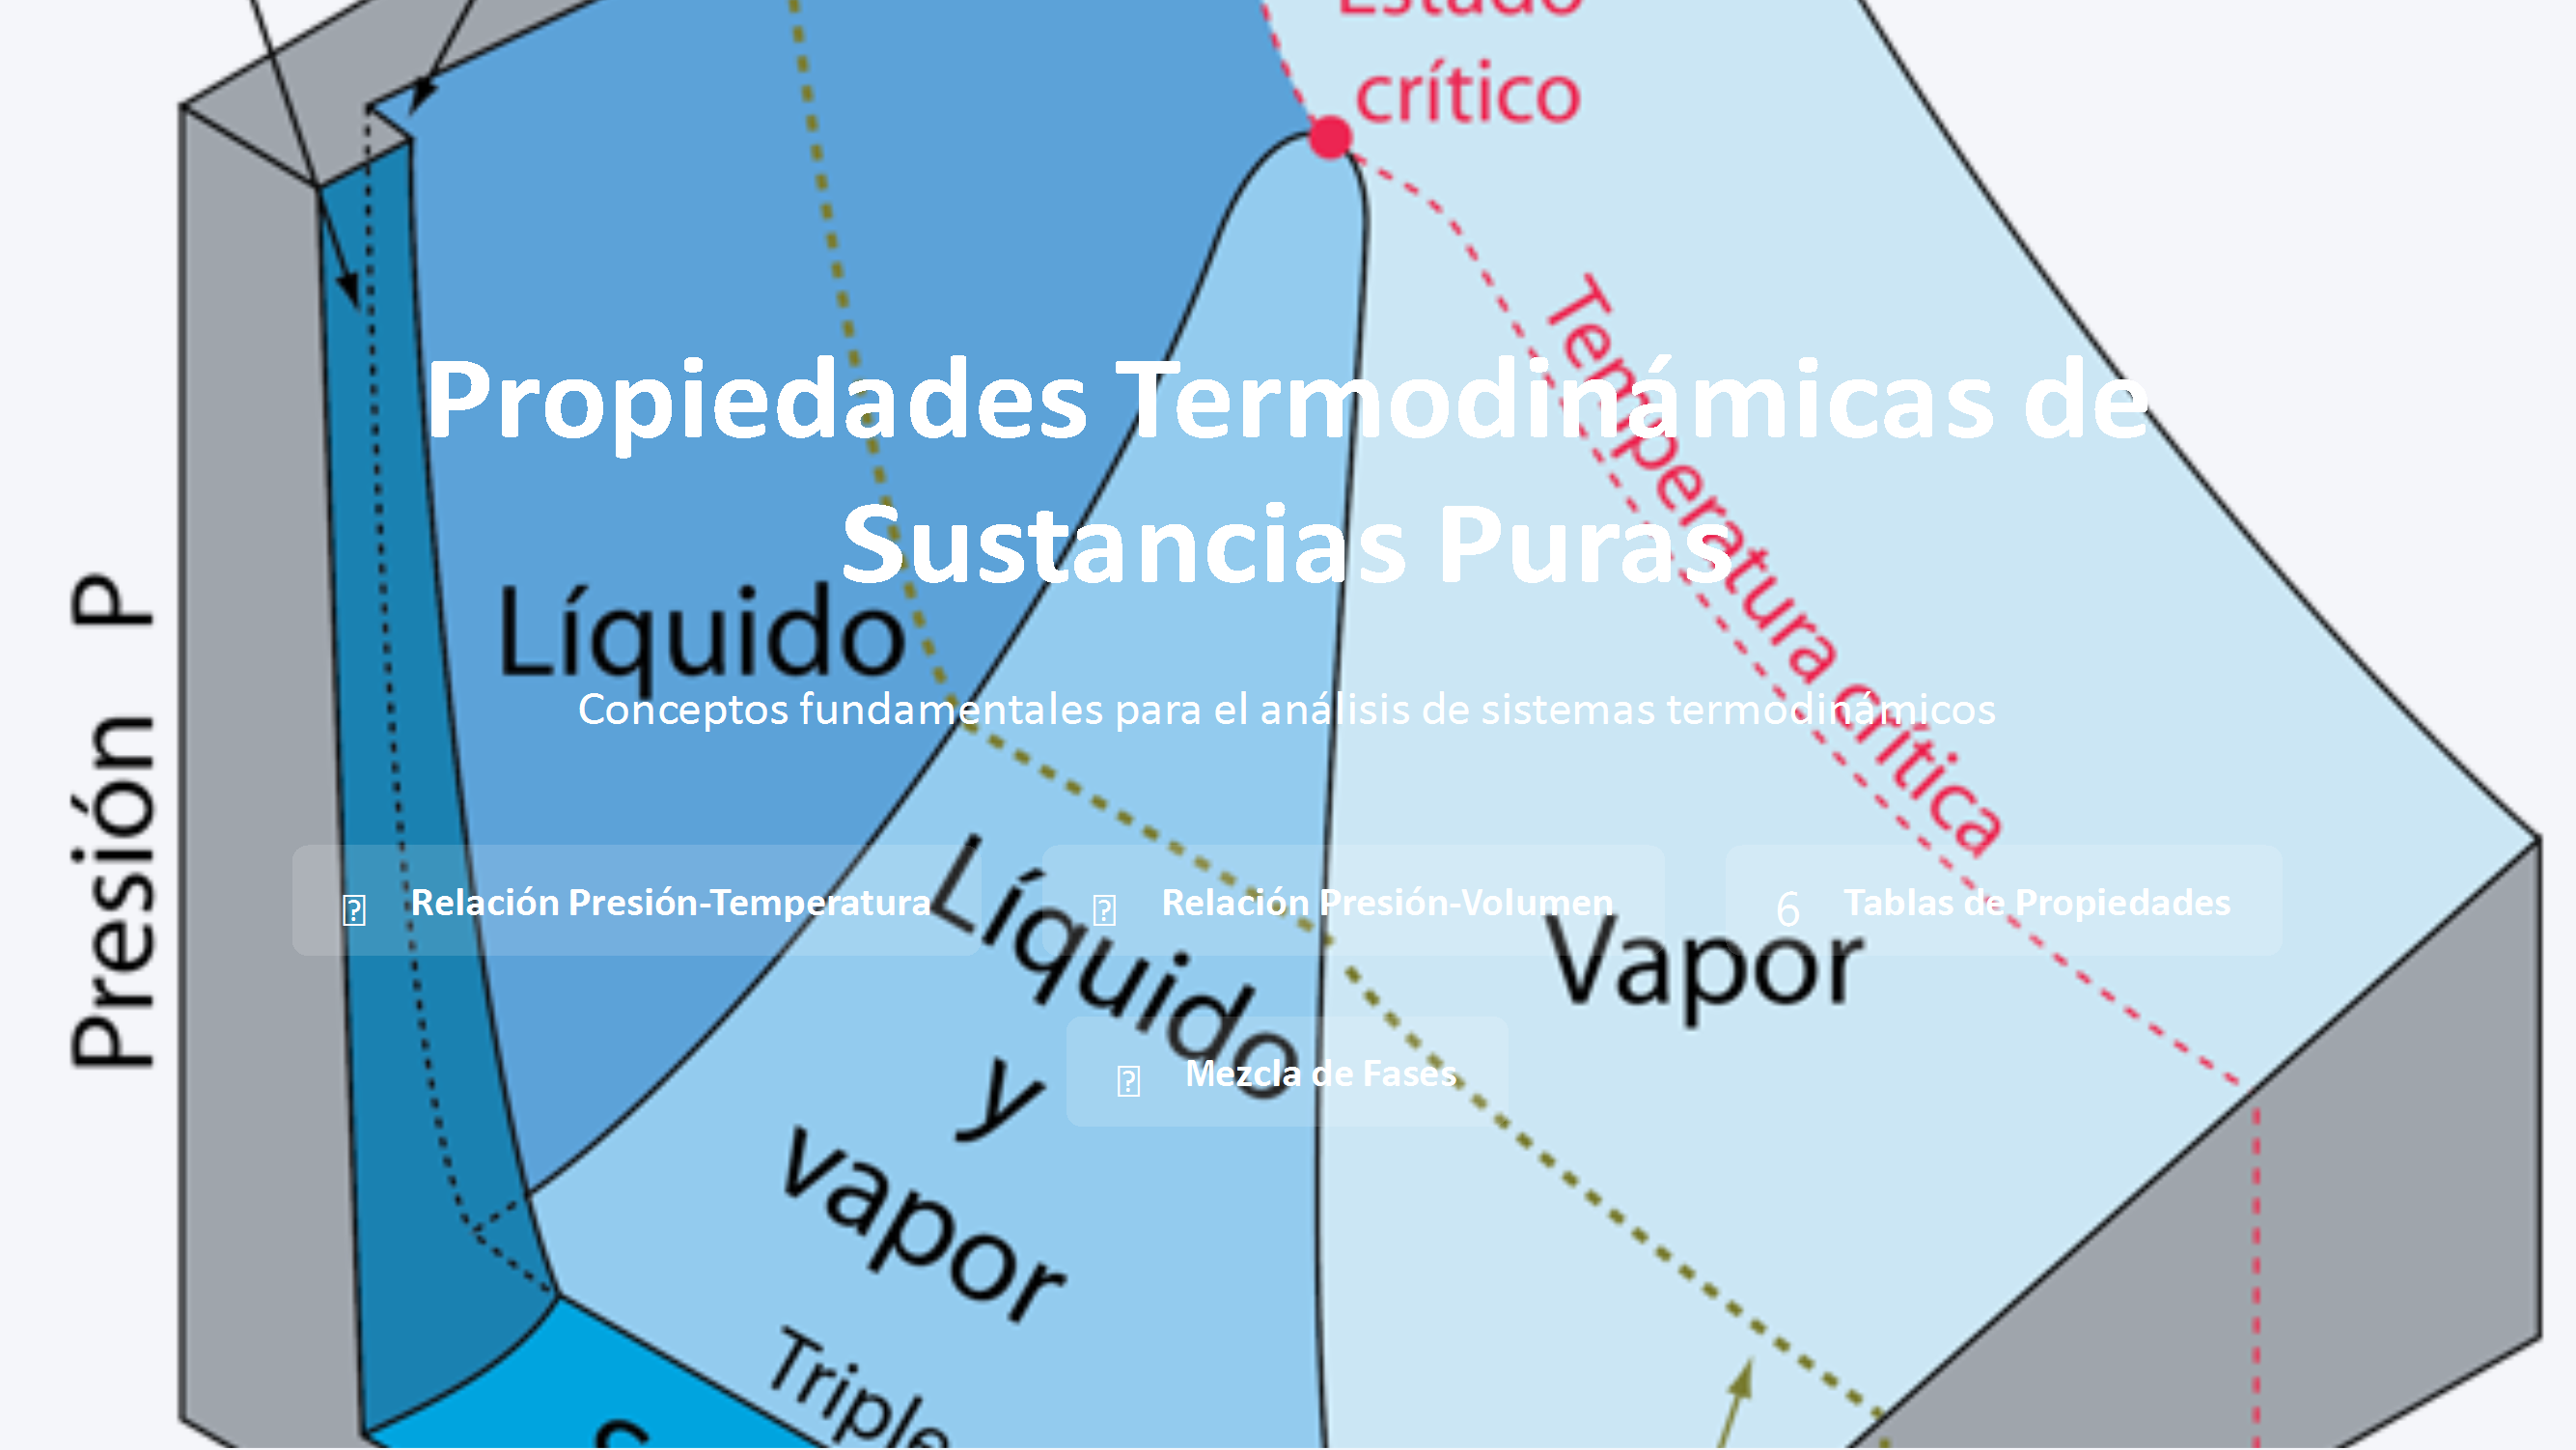 Estado
crítico
Temperatura crítica
Propiedades Termodinámicas de
Sustancias Puras
Líquido
Conceptos fundamentales para el análisis de sistemas termodinámicos
Presión P
Relación Presión-Temperatura
Relación Presión-Volumen
6 Tablas de Propiedades
Líquido
y
vapor
Vapor
Mezcla de Fases
Triple